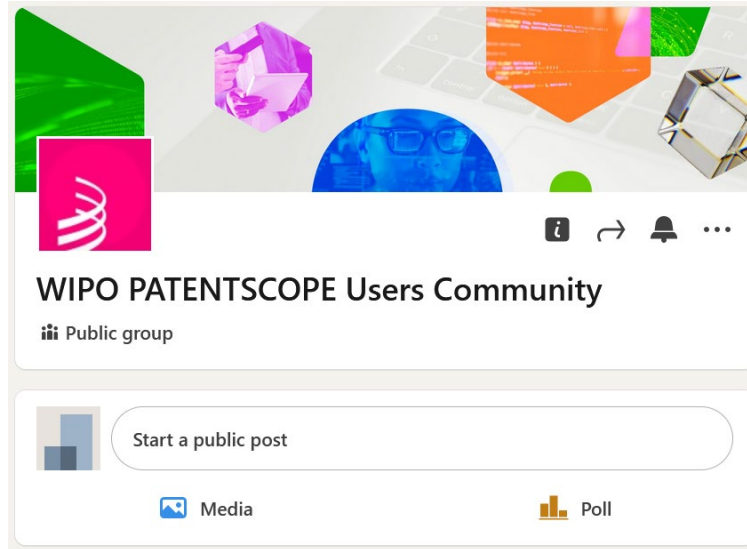 WIPO PATENTSCOPE Users Community
Public group
Start a public post
Media
Poll